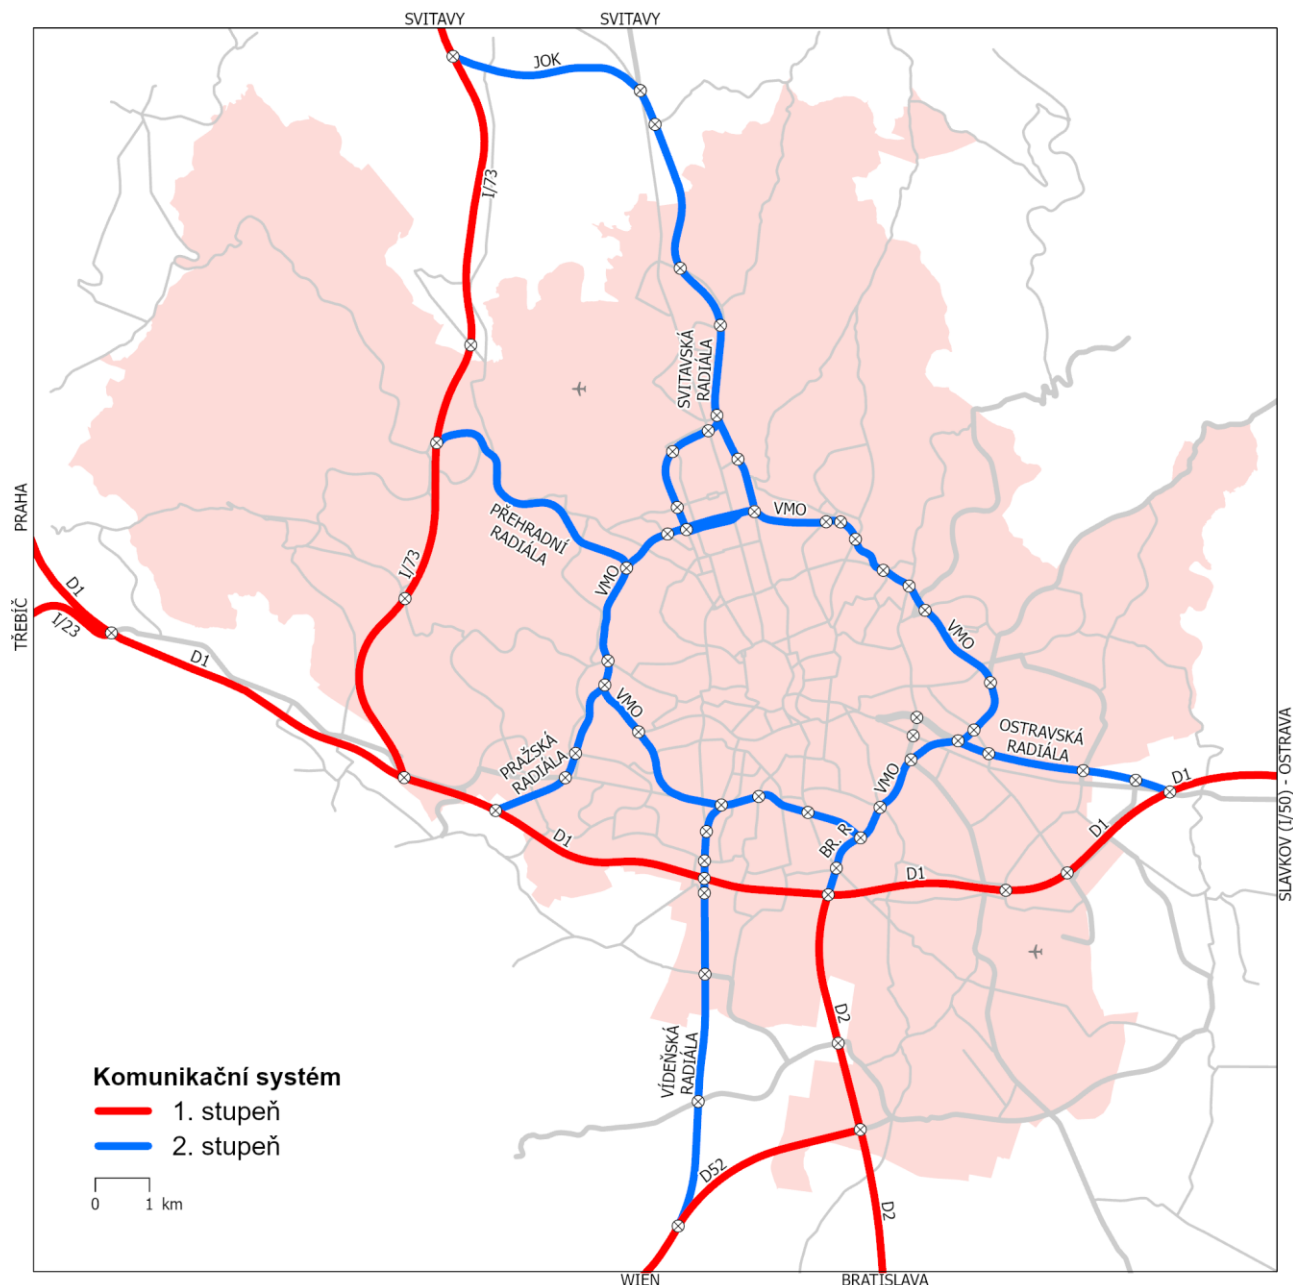 SVITAVY
SVITAVY
JOK
I/73
SVITAVSKÁ
RADIÁLA
PRAHA
VMO
PŘEHRADNÍ
RADIÁLA
I/73
VMO
D1
TŘEBÍČ
I/23
D1
VMO
VMO
OSTRAVSKÁ
RADIÁLA
PRAŽSKÁ
RADIÁLA
VMO
D1
SLAVKOV (I/50) - OSTRAVA
D1
D1
BR. R.
D1
D2
VÍDEŇSKÁ
RADIÁLA
Komunikační systém
1. stupeň
2. stupeň
0 1 km
D52
D2
WIEN
BRATISLAVA